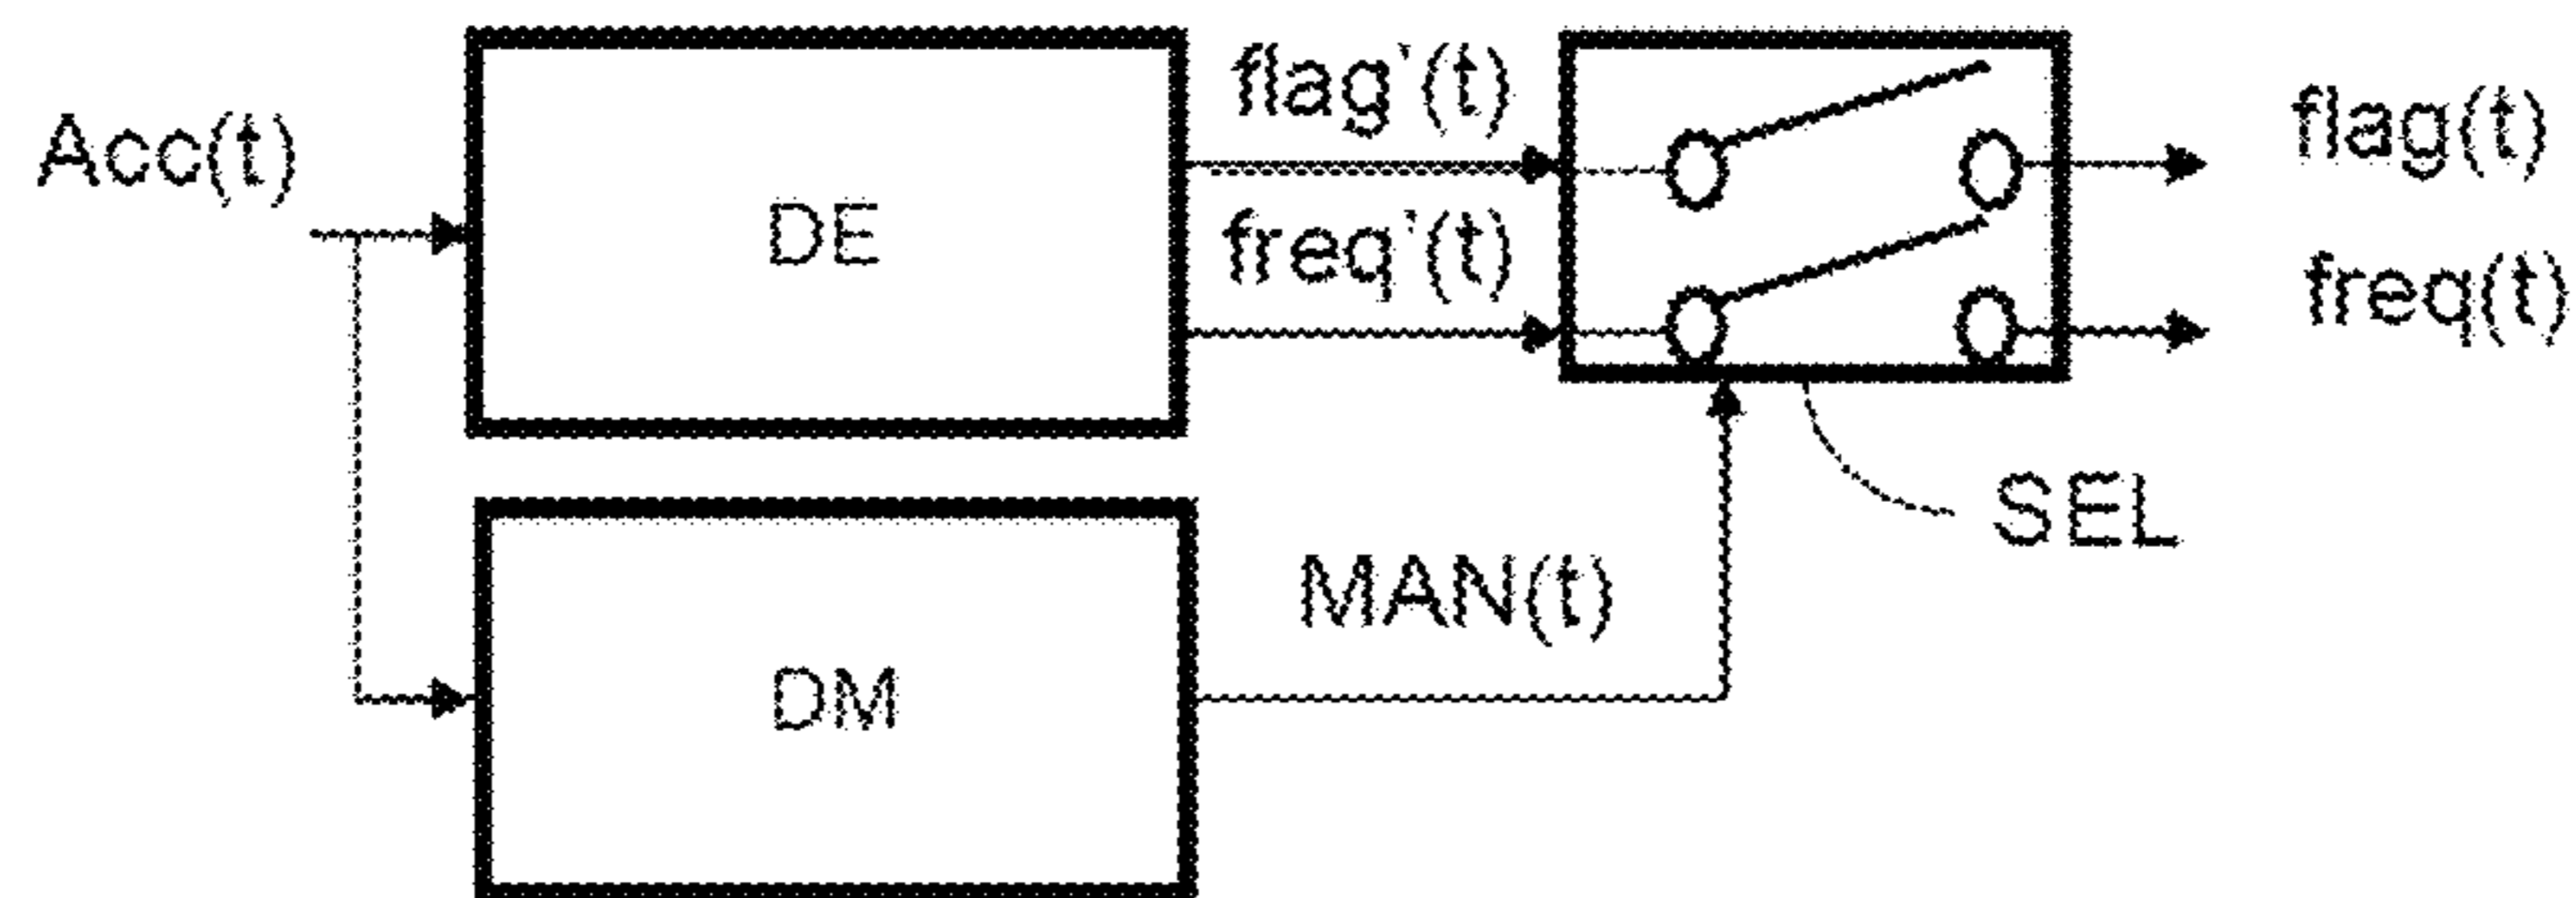 Acc(t)
DE
flag'(t)
freq'(t)
flag(t)
freq(t)
SEL
MAN(t)
DM